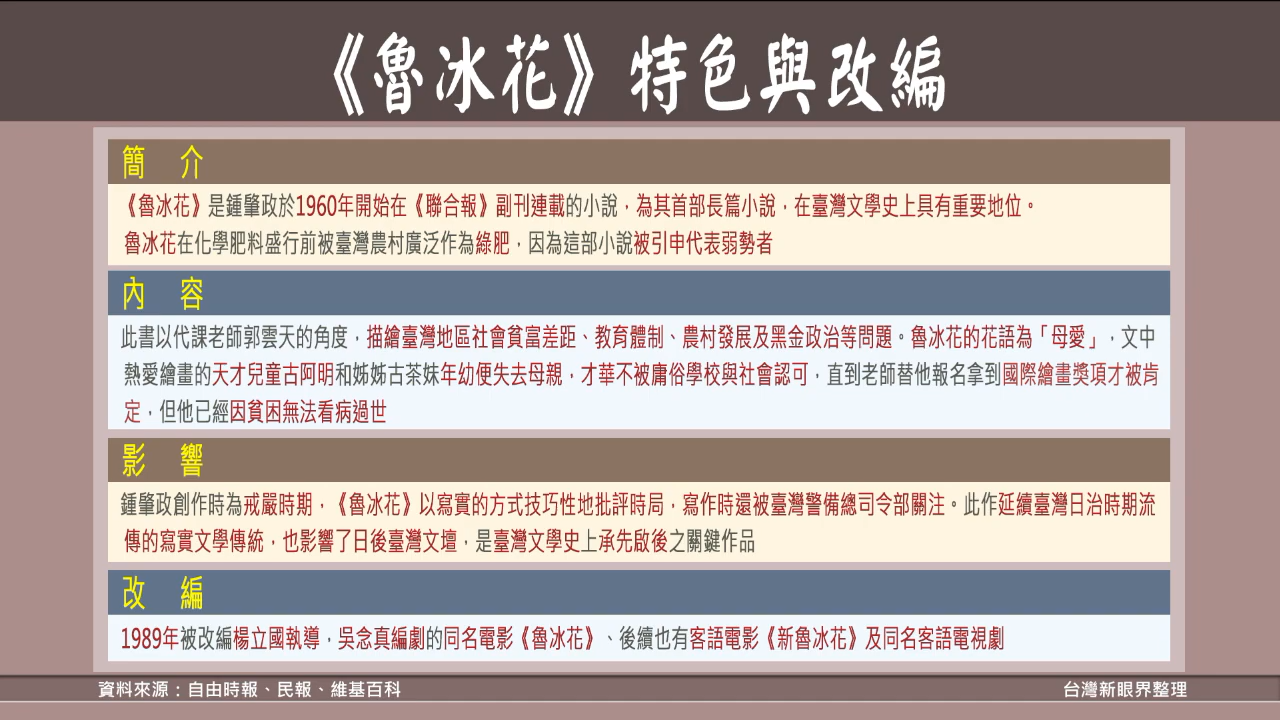 《魯冰花》特色與改編
簡 介
《魯冰花》是鍾肇政於1960年開始在《聯合報》副刊連載的小說，為其首部長篇小說，在臺灣文學史上具有重要地位。
魯冰花在化學肥料盛行前被臺灣農村廣泛作為綠肥，因為這部小說被引申代表弱勢者
內 容
此書以代課老師郭雲天的角度，描繪臺灣地區社會貧富差距、教育體制、農村發展及黑金政治等問題。魯冰花的花語為「母愛」，文中
熱愛繪畫的天才兒童古阿明和姊姊古茶妹年幼便失去母親，才華不被庸俗學校與社會認可，直到老師替他報名拿到國際繪畫獎項才被肯
定，但他已經因貧困無法看病過世
影 響
鍾肇政創作時為戒嚴時期，《魯冰花》以寫實的方式技巧性地批評時局，寫作時還被臺灣警備總司令部關注。此作延續臺灣日治時期流
傳的寫實文學傳統，也影響了日後臺灣文壇，是臺灣文學史上承先啟後之關鍵作品
改 編
1989年被改編楊立國執導，吳念真編劇的同名電影《魯冰花》、後續也有客語電影《新魯冰花》及同名客語電視劇
資料來源：自由時報、民報、維基百科
台灣新眼界整理